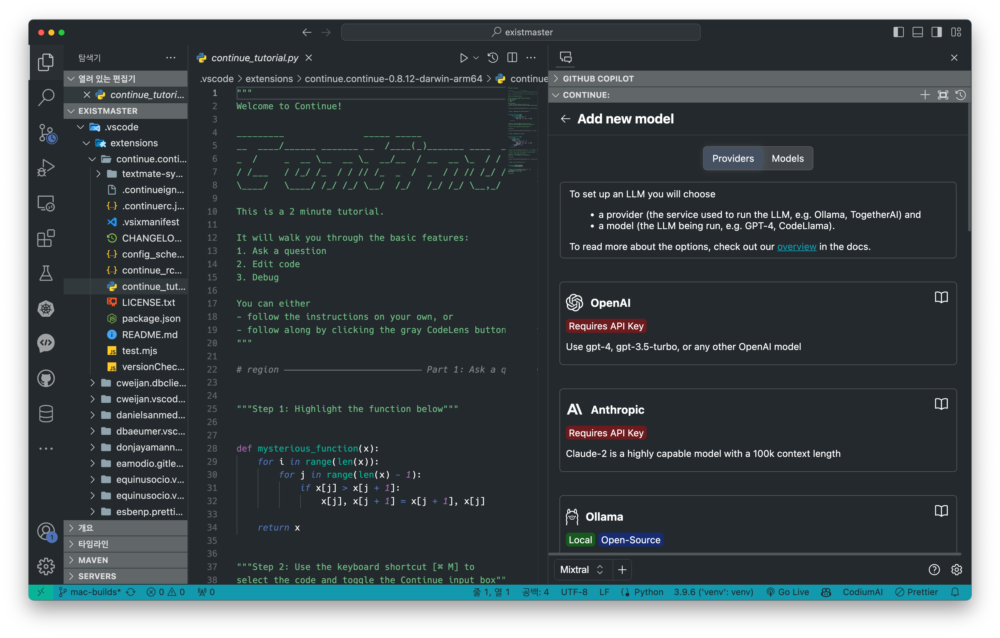 existmaster
탐색기
열려 있는 편집기
continue_tutori...
EXISTMASTER
.vscode
extensions
continue.conti...
textmate-sy...
.continueign...
.continuerc.j...
.vsixmanifest
CHANGELO...
config_sche...
continue_rc...
continue_tut...
LICENSE.txt
package.json
README.md
test.mjs
versionChec...
cweijan.dbclie...
cweijan.vscod...
danielsanmed...
dbaeumer.vsc...
donjayamann...
eamodio.gitle...
equinusocio.v...
equinusocio.v...
esbenp.pretti...
개요
타임라인
MAVEN
SERVERS
1
continue_tutorial.py
.vscode > extensions > continue.continue-0.8.12-darwin-arm64 > continue
1 """
2 Welcome to Continue!
3
4 _________               _____ _____
5 __  ____/______ _______ __  /____(_)_______ ____  _
6 _  /     _  __ \__  __ \_  __/__  / __  __ \_  / /
7 / /___   / /_/ /_  / / // /_  _  /  _  / / // /_/ /
8 \____/   \____/ /_/ /_/ \__/  /_/   /_/ /_/ \__,_/
9
10 This is a 2 minute tutorial.
11
12 It will walk you through the basic features:
13 1. Ask a question
14 2. Edit code
15 3. Debug
16
17 You can either
18 - follow the instructions on your own, or
19 - follow along by clicking the gray CodeLens button
20 """
21
22 # region —————————————————————————— Part 1: Ask a q
23
24
25 """Step 1: Highlight the function below"""
26
27
28 def mysterious_function(x):
29     for i in range(len(x)):
30         for j in range(len(x) - 1):
31             if x[j] > x[j + 1]:
32                 x[j], x[j + 1] = x[j + 1], x[j]
33
34     return x
35
36
37 """Step 2: Use the keyboard shortcut [⌘ M] to
38 select the code and toggle the Continue input box""
GITHUB COPILOT
CONTINUE:
Add new model
Providers Models
To set up an LLM you will choose
• a provider (the service used to run the LLM, e.g. Ollama, TogetherAI) and
• a model (the LLM being run, e.g. GPT-4, CodeLlama).
To read more about the options, check out our overview in the docs.
OpenAI
Requires API Key
Use gpt-4, gpt-3.5-turbo, or any other OpenAI model
Anthropic
Requires API Key
Claude-2 is a highly capable model with a 100k context length
Ollama
Local Open-Source
Mixtral
mac-builds* 0 0 0 줄 1, 열 1 공백: 4 UTF-8 LF Python 3.9.6 ('venv': venv) Go Live CodiumAI Prettier